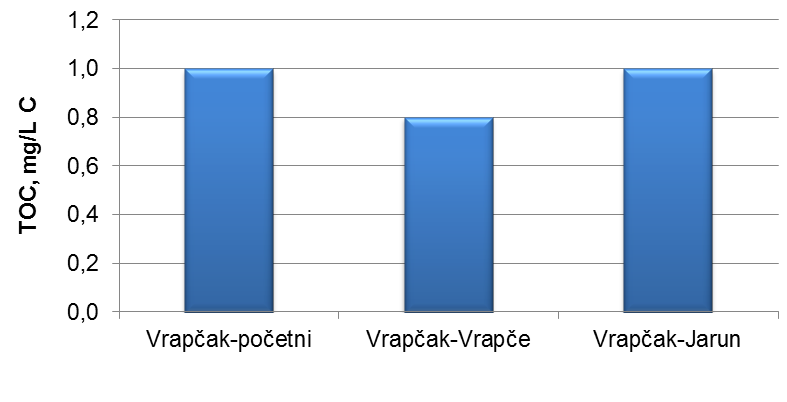 TOC, mg/L C
1,2
1,0
0,8
0,6
0,4
0,2
0,0
Vrapčak-početni
Vrapčak-Vrapče
Vrapčak-Jarun